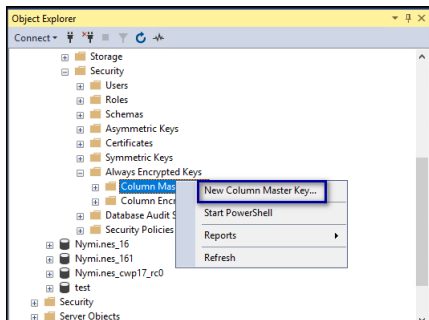 Object Explorer
Connect
Storage
Security
Users
Roles
Schemas
Asymmetric Keys
Certificates
Symmetric Keys
Always Encrypted Keys
Column Mas
New Column Master Key...
Column Encr
Start PowerShell
Database Audit S
Security Policies
Reports
Nymi.nes_16
Nymi.nes_161
Refresh
Nymi.nes_cwp17_rc0
test
Security
Server Objects